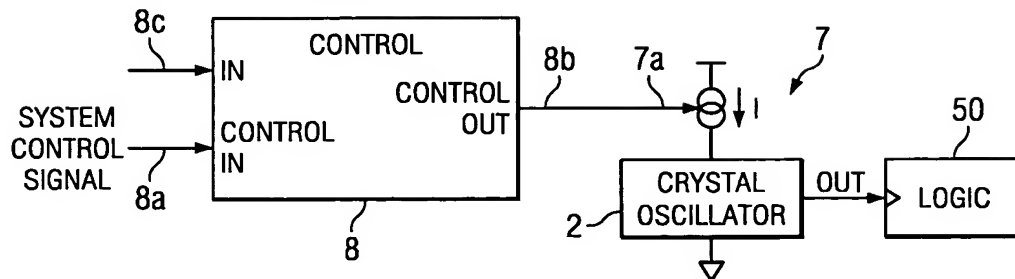 8c
CONTROL
IN
8b
7a
7
CONTROL
OUT
I
SYSTEM
CONTROL
SIGNAL
CONTROL
IN
8a
8
50
CRYSTAL
OSCILLATOR
2
OUT
LOGIC